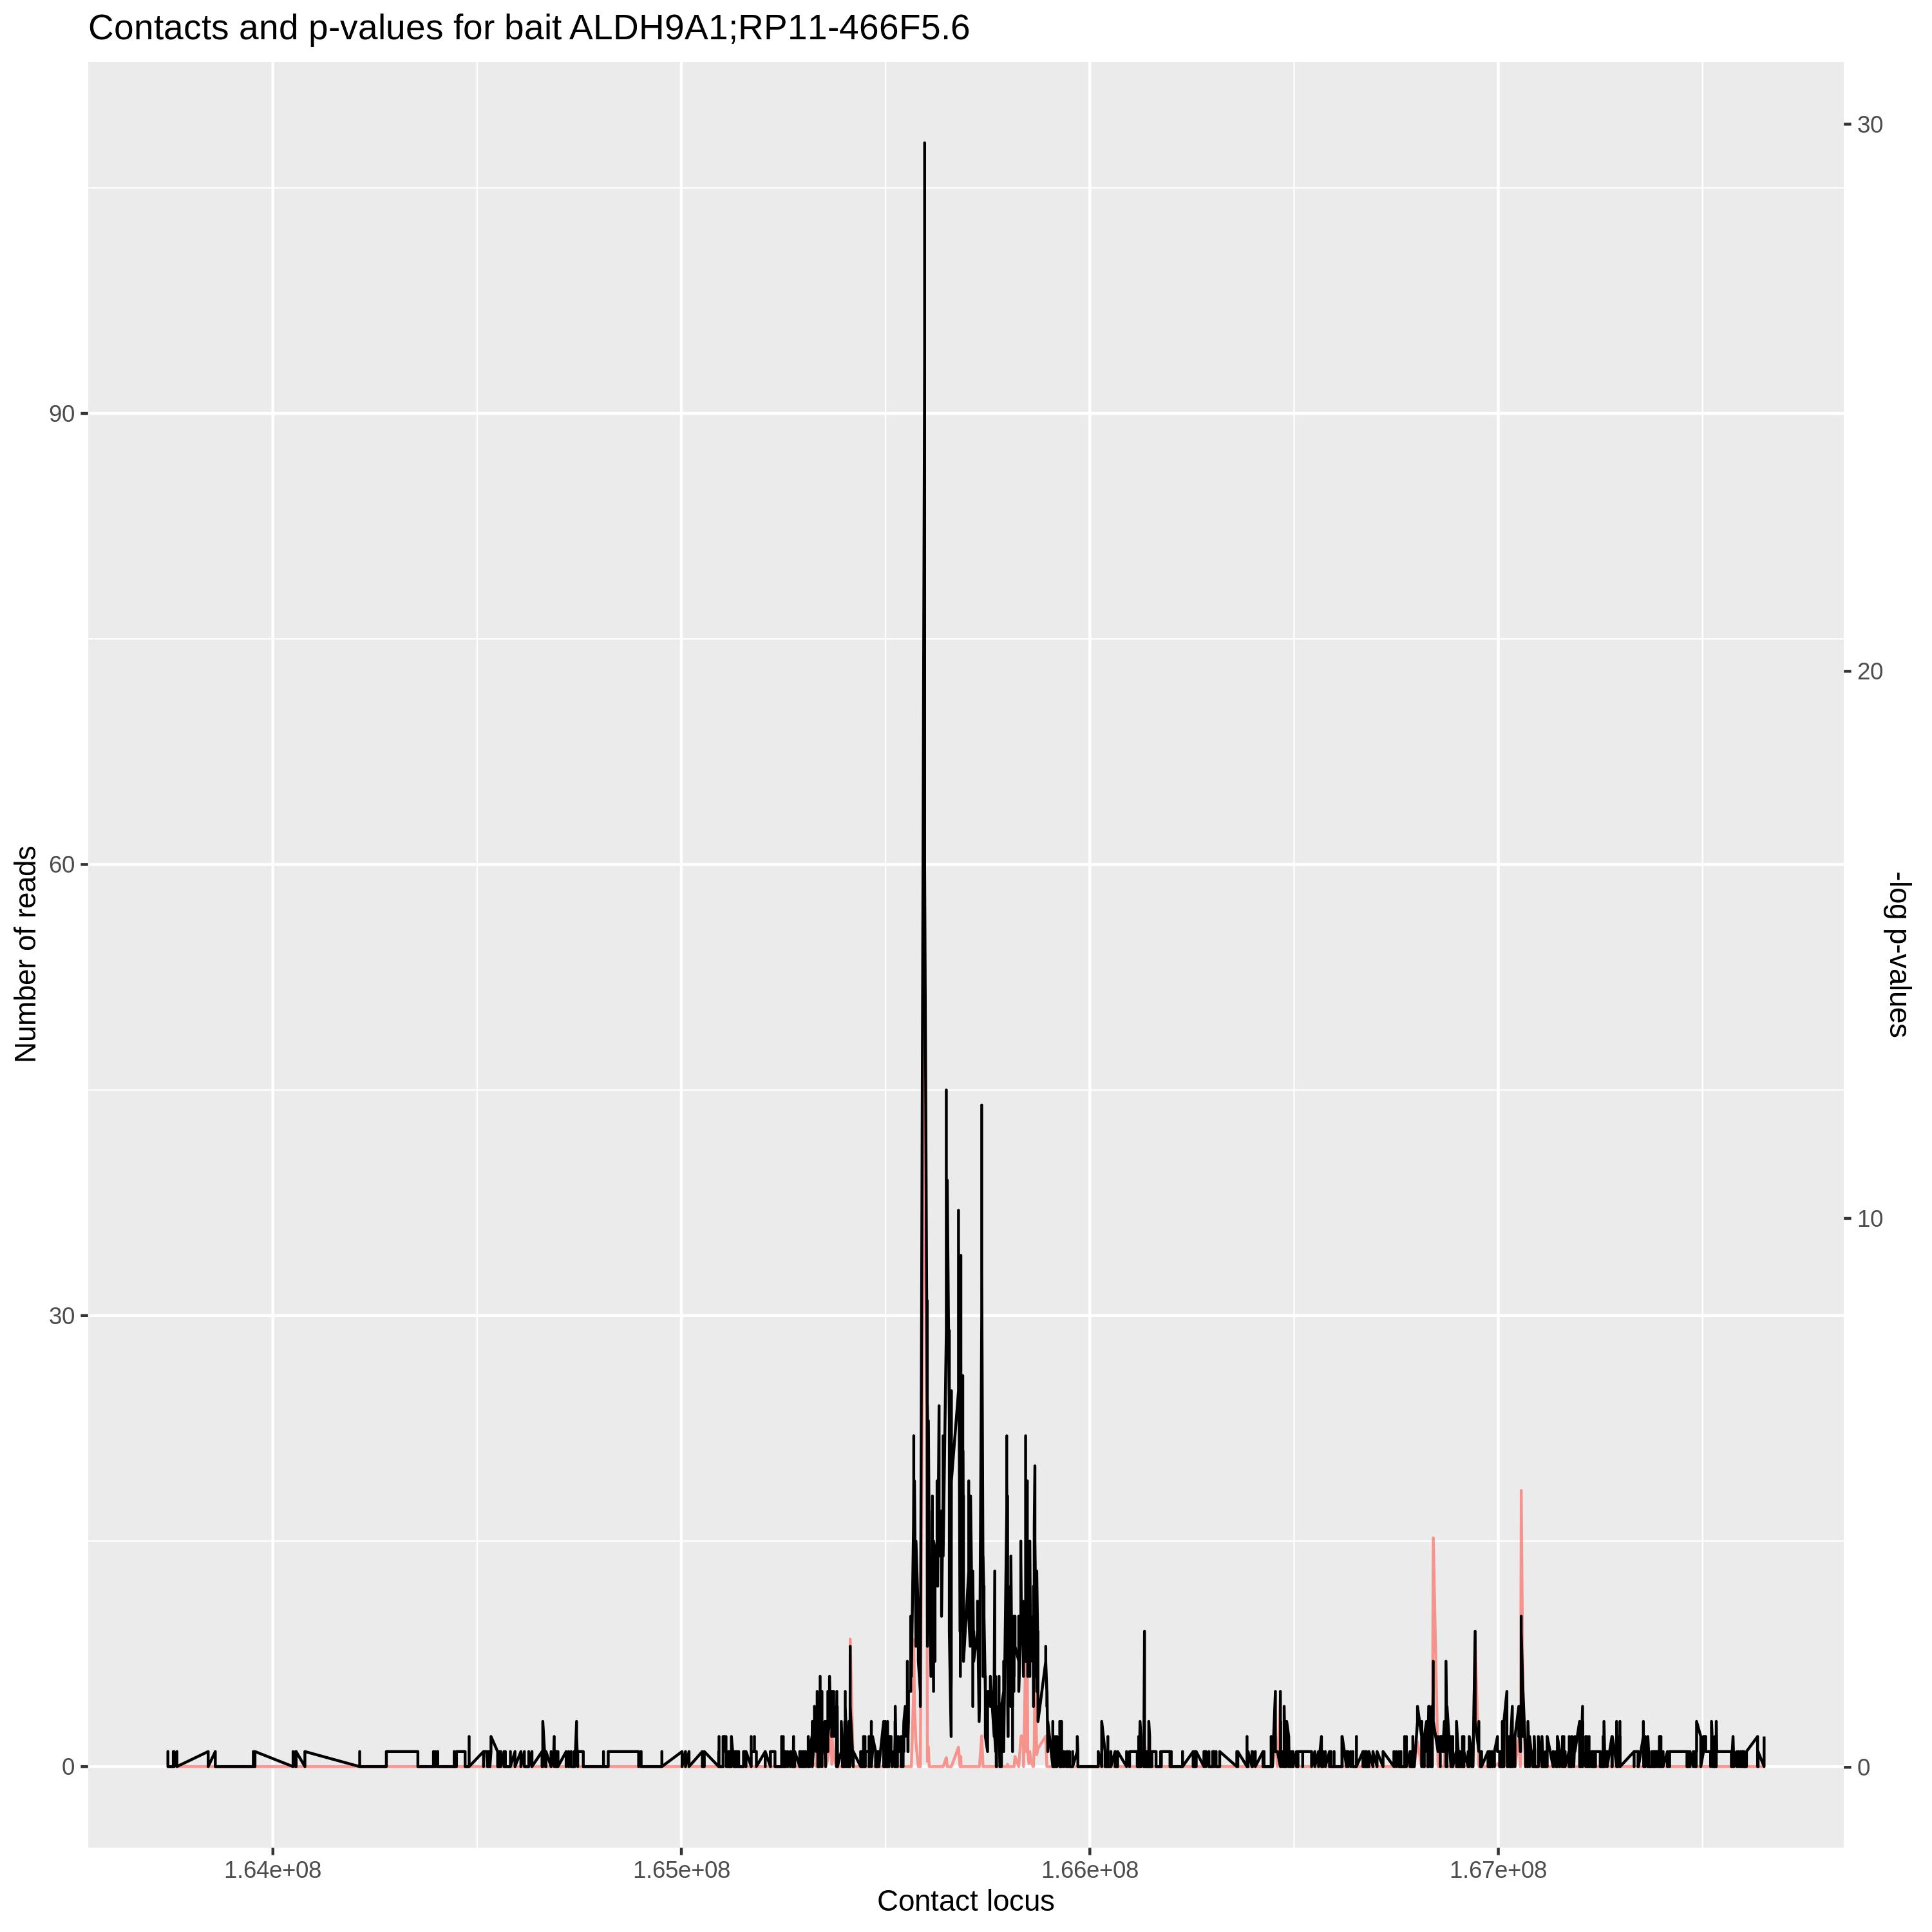 Contacts and p-values for bait ALDH9A1;RP11-466F5.6
30
90
20
60
Number of reads
-log p-values
30
10
0
0
1.64e+08
1.65e+08
1.66e+08
1.67e+08
Contact locus